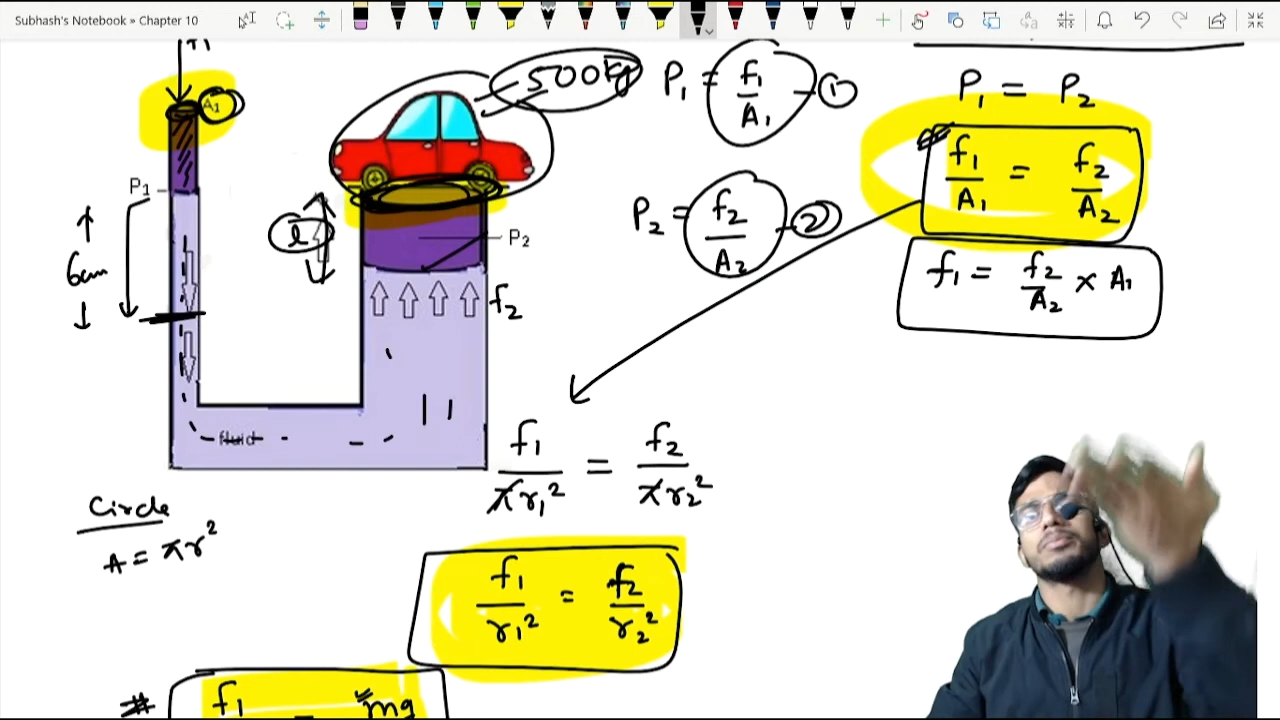 Subhash's Notebook » Chapter 10
F1
A1
500kg
P1 = f1/A1 - ①
P1 = P2
P1
6cm
l
P2
P2 = f2/A2 - ②
f1/A1 = f2/A2
f1 = f2/A2 × A1
f2
fluid
f1/πr1² = f2/πr2²
Circle
A = πr²
f1/r1² = f2/r2²
# f1 = mg